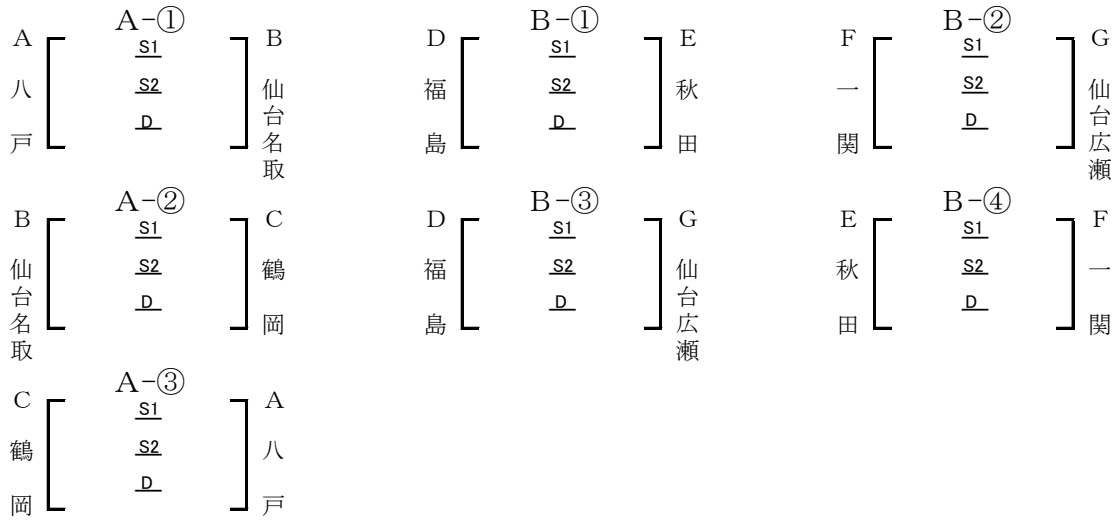 A-①
A 八戸 S1 B 仙台名取
S2
D
B-①
D 福島 S1 E 秋田
S2
D
B-②
F 一関 S1 G 仙台広瀬
S2
D
A-②
B 仙台名取 S1 C 鶴岡
S2
D
B-③
D 福島 S1 G 仙台広瀬
S2
D
B-④
E 秋田 S1 F 一関
S2
D
A-③
C 鶴岡 S1 A 八戸
S2
D